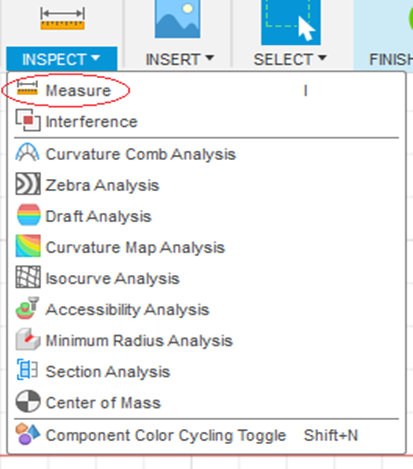 INSPECT INSERT SELECT FINISH
Measure I
Interference
Curvature Comb Analysis
Zebra Analysis
Draft Analysis
Curvature Map Analysis
Isocurve Analysis
Accessibility Analysis
Minimum Radius Analysis
Section Analysis
Center of Mass
Component Color Cycling Toggle Shift+N